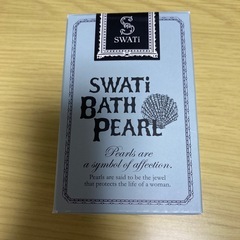 S
SWATi
SWATi
BATH
PEARL
Pearls are
a symbol of affection.
Pearls are said to be the jewel
that protects the life of a woman.